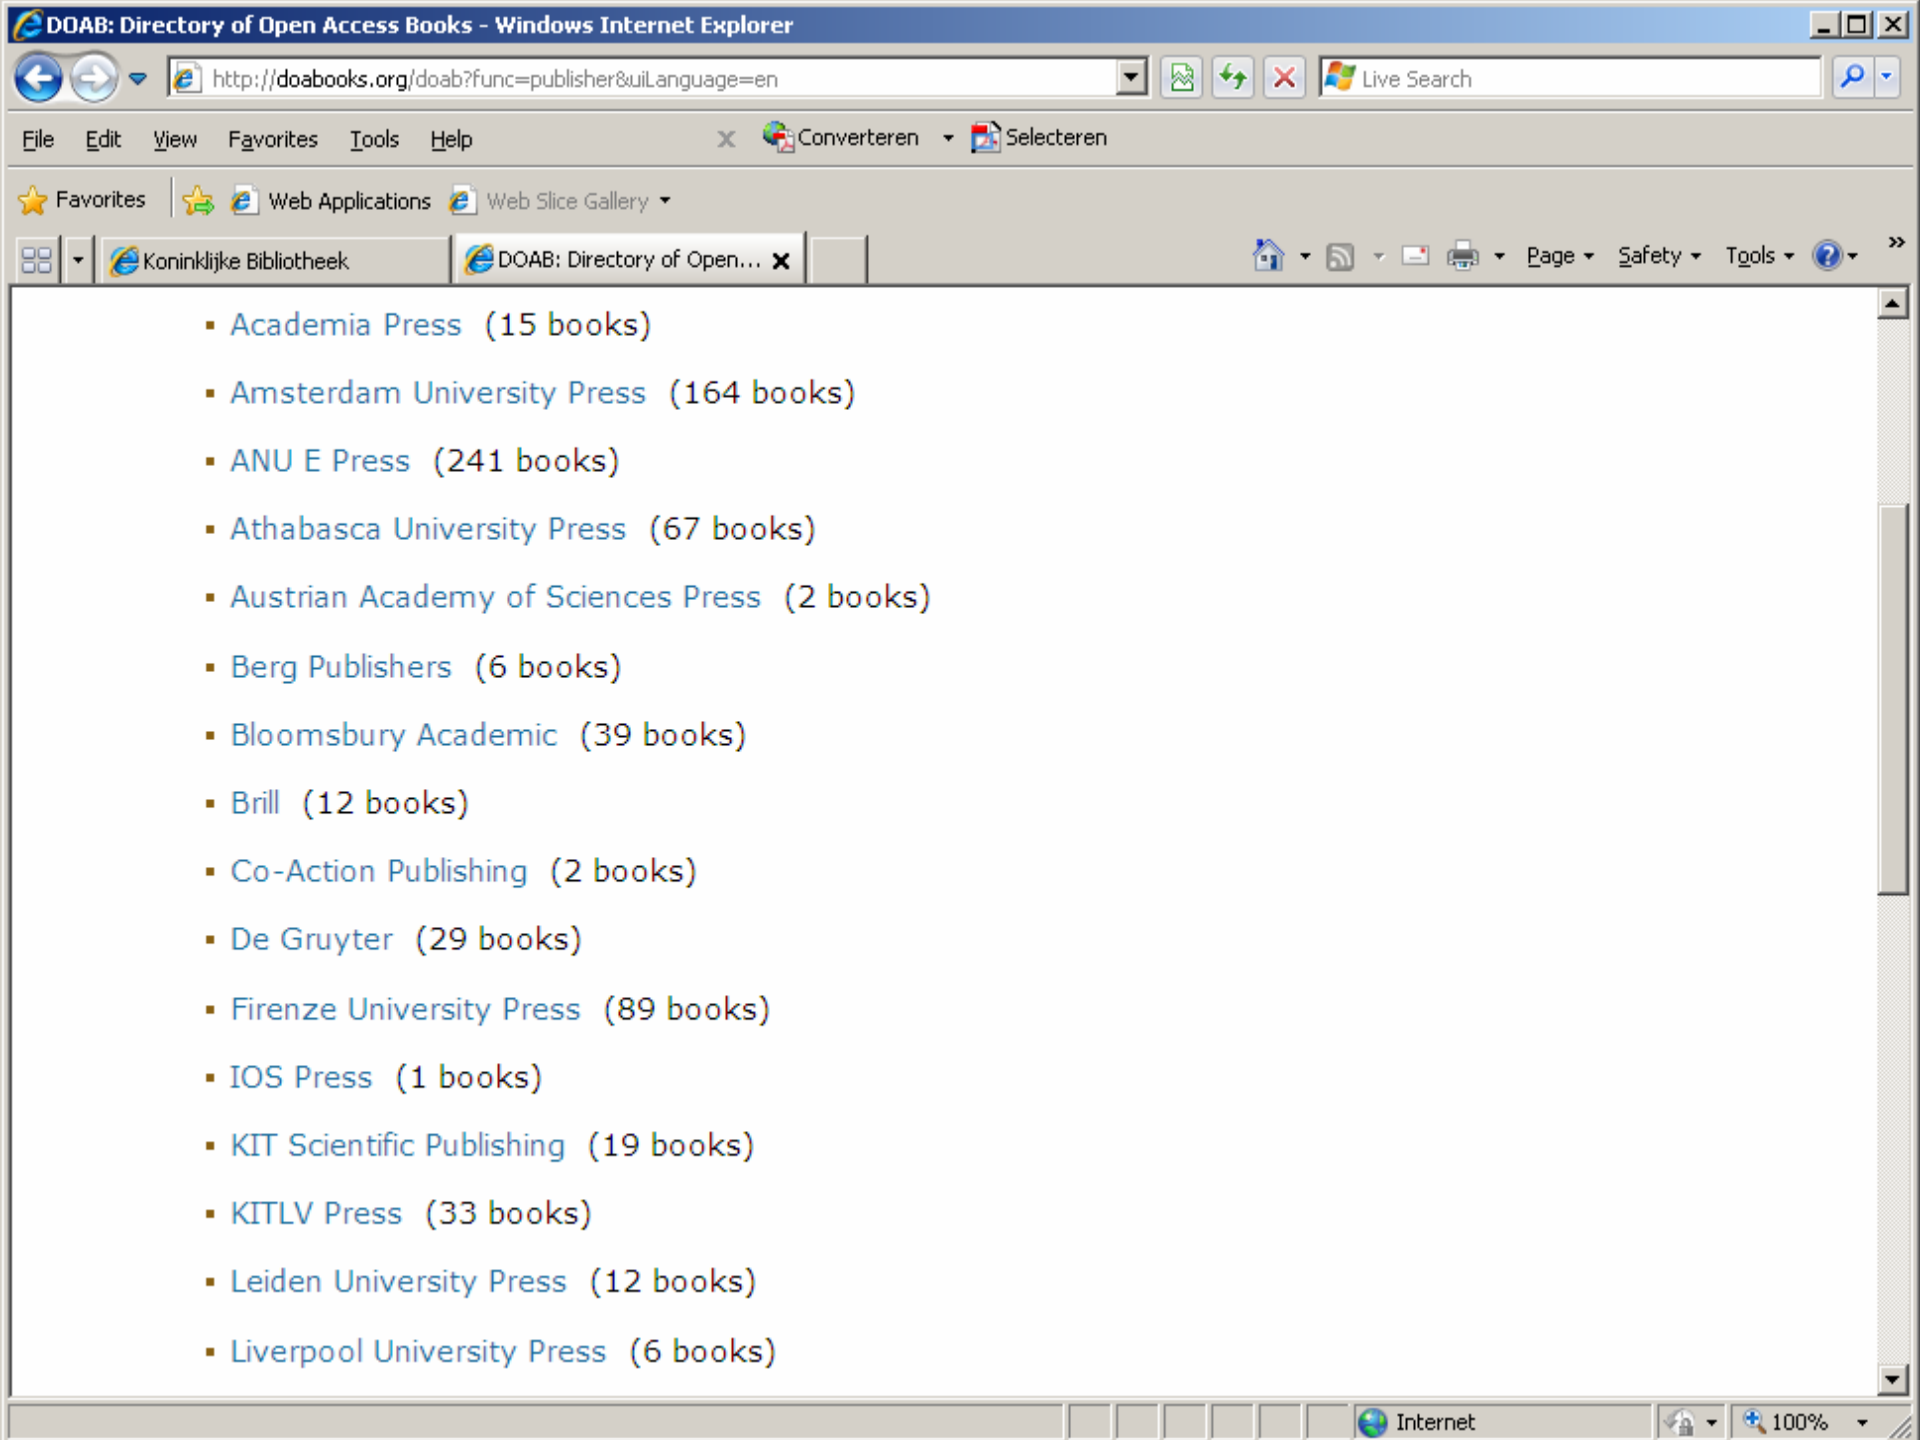 DOAB: Directory of Open Access Books - Windows Internet Explorer
http://doabooks.org/doab?func=publisher&uiLanguage=en
Live Search
File Edit View Favorites Tools Help x Converteren Selecteren
Favorites Web Applications Web Slice Gallery
Koninklijke Bibliotheek DOAB: Directory of Open... Page Safety Tools »
Academia Press (15 books)
Amsterdam University Press (164 books)
ANU E Press (241 books)
Athabasca University Press (67 books)
Austrian Academy of Sciences Press (2 books)
Berg Publishers (6 books)
Bloomsbury Academic (39 books)
Brill (12 books)
Co-Action Publishing (2 books)
De Gruyter (29 books)
Firenze University Press (89 books)
IOS Press (1 books)
KIT Scientific Publishing (19 books)
KITLV Press (33 books)
Leiden University Press (12 books)
Liverpool University Press (6 books)
Internet 100%